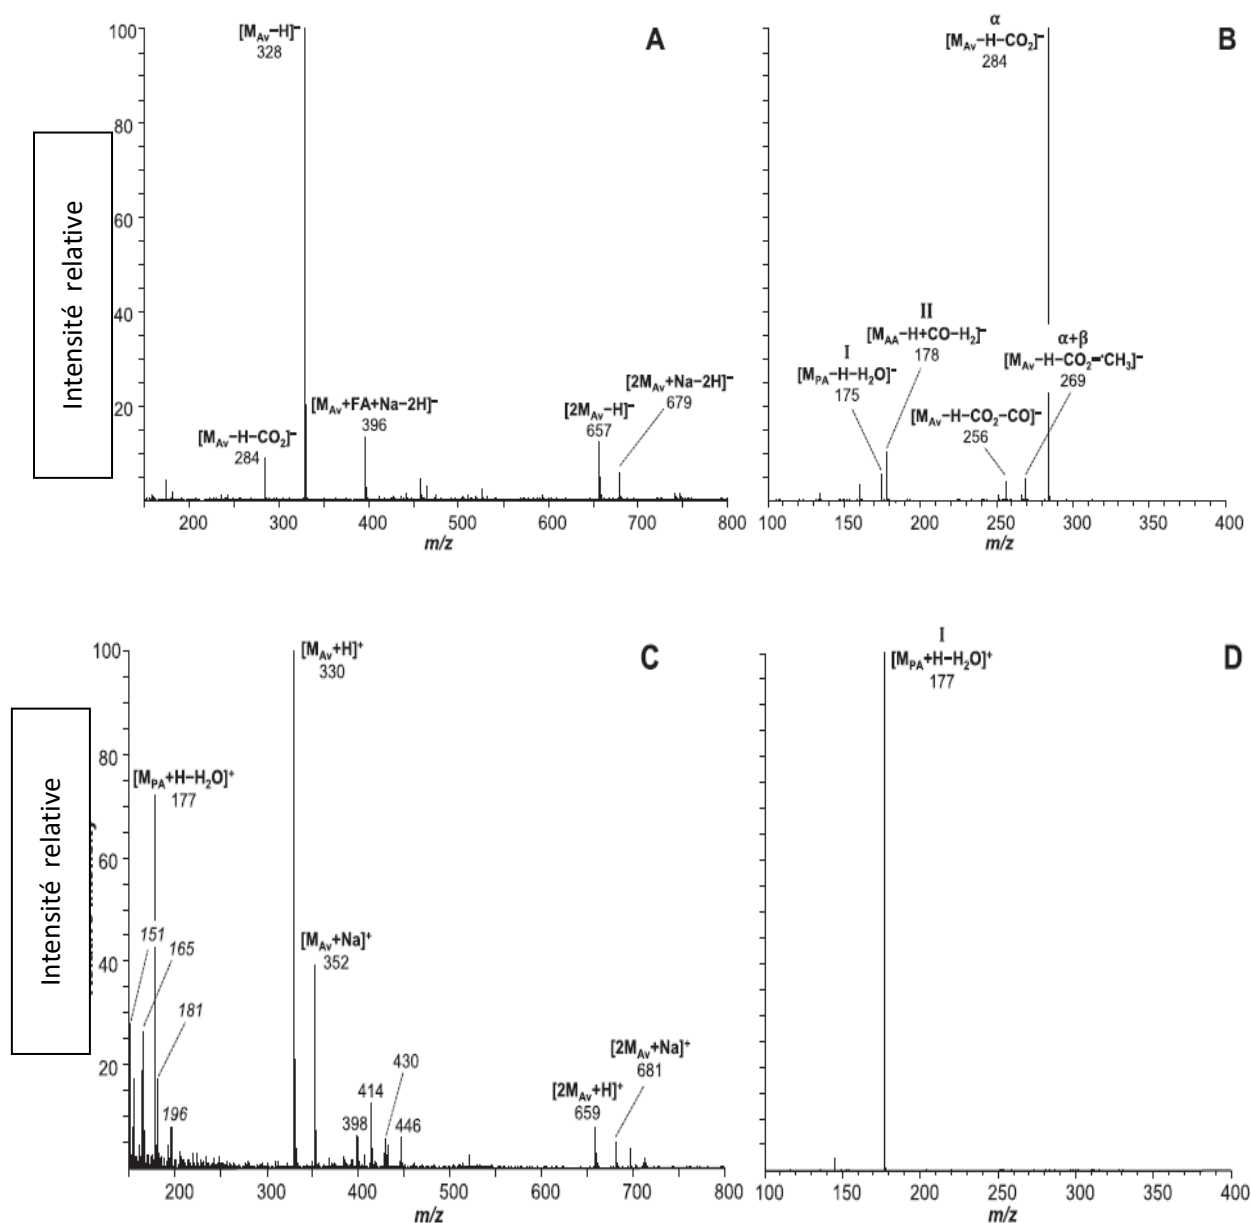 [M_Av−H]⁻
328
A
100
80
60
40
20
Intensité relative
[M_Av−H−CO₂]⁻
284
[M_Av+FA+Na−2H]⁻
396
[2M_Av−H]⁻
657
[2M_Av+Na−2H]⁻
679
200 300 400 500 600 700 800
m/z
α
[M_Av−H−CO₂]⁻
284
B
II
[M_AA−H+CO−H₂]⁻
178
I
[M_PA−H−H₂O]⁻
175
α+β
[M_Av−H−CO₂−•CH₃]⁻
269
[M_Av−H−CO₂−CO]⁻
256
100 150 200 250 300 350 400
m/z
100
80
60
40
20
Intensité relative
[M_Av+H]⁺
330
C
[M_PA+H−H₂O]⁺
177
151
165
181
196
[M_Av+Na]⁺
352
398
414
430
446
[2M_Av+H]⁺
659
[2M_Av+Na]⁺
681
200 300 400 500 600 700 800
m/z
I
[M_PA+H−H₂O]⁺
177
D
100 150 200 250 300 350 400
m/z